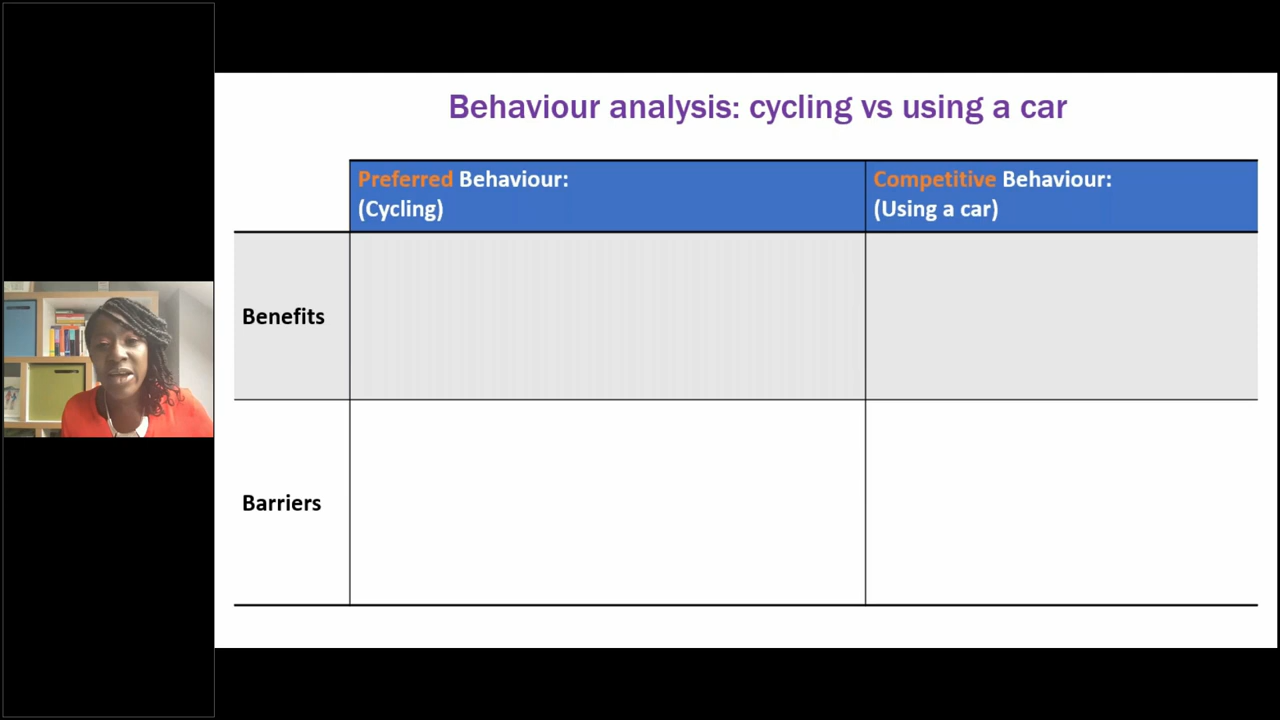 Behaviour analysis: cycling vs using a car
Preferred Behaviour:
(Cycling)
Competitive Behaviour:
(Using a car)
Benefits
Barriers